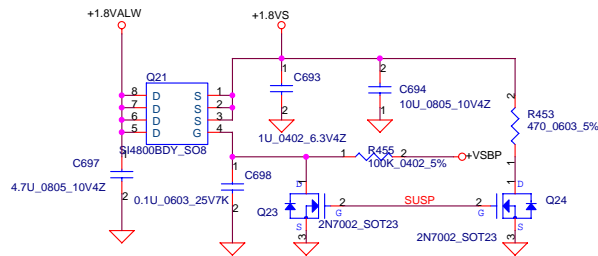 +1.8VALW
+1.8VS
Q21
8 D S 1
7 D S 2
6 D S 3
5 D G 4
SI4800BDY_SO8
1
C693
2
1U_0402_6.3V4Z
2
C694
1
10U_0805_10V4Z
2
R453
470_0603_5%
1
1
C697
2
4.7U_0805_10V4Z
1
C698
2
0.1U_0603_25V7K
1 R455 2
100K_0402_5%
+VSBP
1
D
Q23
2
G
S
3
2N7002_SOT23
SUSP
1
D
2
G
Q24
S
3
2N7002_SOT23